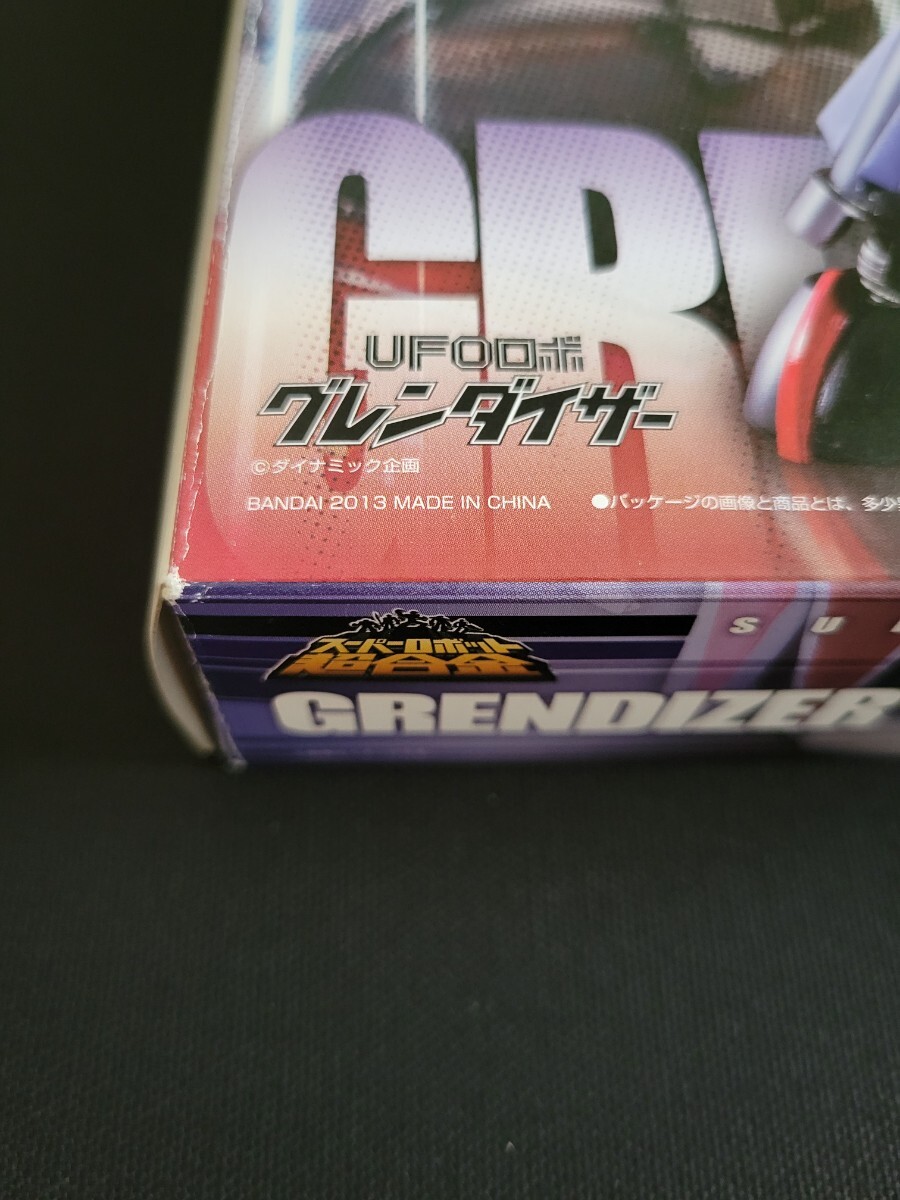 GR
UFOロボ
グレンダイザー
©ダイナミック企画
BANDAI 2013 MADE IN CHINA ●パッケージの画像と商品とは、多少
スーパーロボット
超合金
SU
GRENDIZER